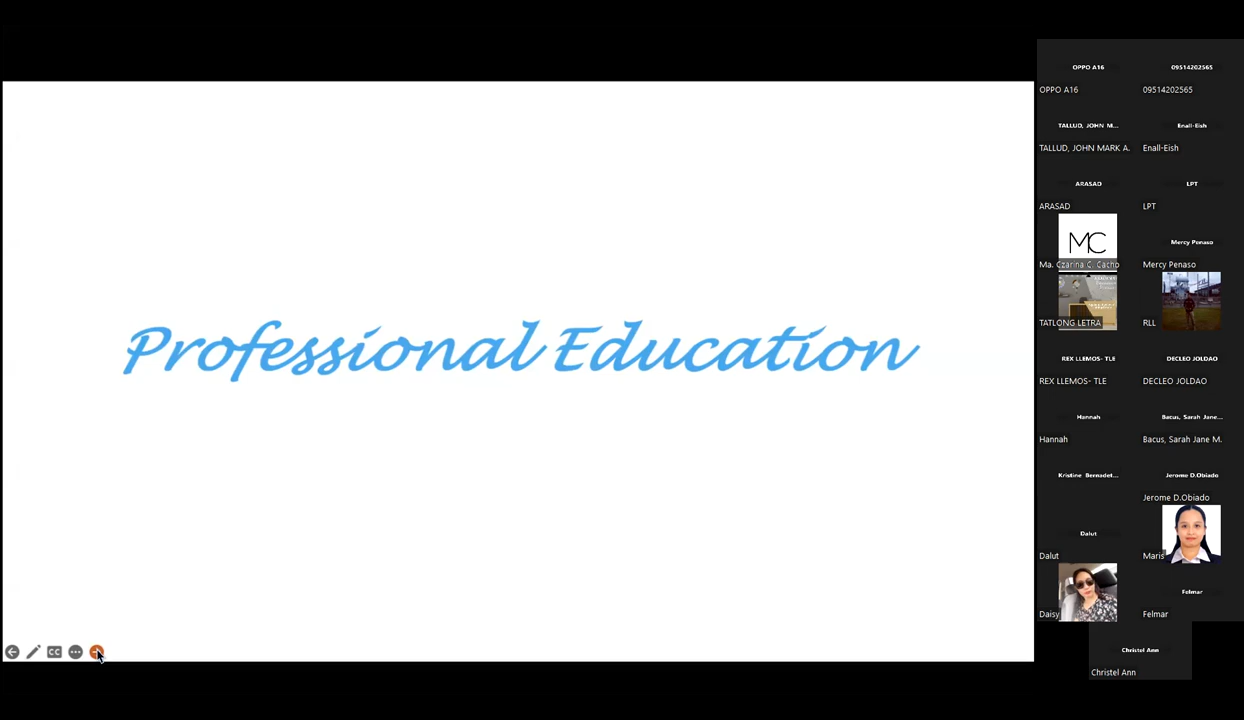 Professional Education
CC
OPPO A16
OPPO A16
09514202565
09514202565
TALLUD, JOHN M...
TALLUD, JOHN MARK A.
Enall-Eish
Enall-Eish
ARASAD
ARASAD
LPT
LPT
MC
Ma. Czarina C. Cacho
Mercy Penaso
Mercy Penaso
TATLONG LETRA
RLL
REX LLEMOS- TLE
REX LLEMOS- TLE
DECLEO JOLDAO
DECLEO JOLDAO
Hannah
Hannah
Bacus, Sarah Jane...
Bacus, Sarah Jane M.
Kristine Bernadet...
Jerome D.Obiado
Jerome D.Obiado
Dalut
Dalut
Maris
Daisy
Felmar
Felmar
Christel Ann
Christel Ann